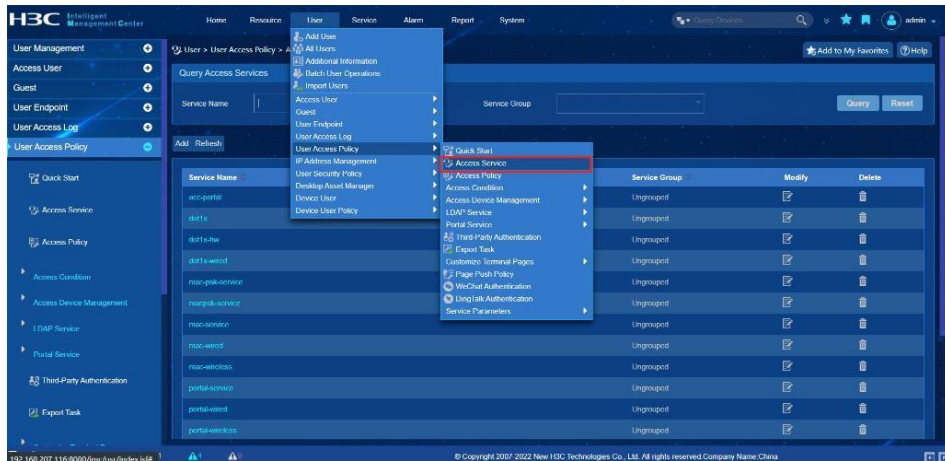 H3C Intelligent Management Center
Home Resource User Service Alarm Report System
Query Devices
admin
User Management
Access User
Guest
User Endpoint
User Access Log
User Access Policy
Quick Start
Access Service
Access Policy
Access Condition
Access Device Management
LDAP Service
Portal Service
Third-Party Authentication
Export Task
User > User Access Policy > A
Add to My Favorites Help
Query Access Services
Service Name
Service Group
Query Reset
Add Refresh
Service Name Service Group Modify Delete
acc-portal Ungrouped
dot1x Ungrouped
dot1x-hw Ungrouped
dot1x-wired Ungrouped
mac-psk-service Ungrouped
macpsk-service Ungrouped
mac-service Ungrouped
mac-wired Ungrouped
mac-wireless Ungrouped
portal-service Ungrouped
portal-wired Ungrouped
portal-wireless Ungrouped
Add User
All Users
Additional Information
Batch User Operations
Import Users
Access User
Guest
User Endpoint
User Access Log
User Access Policy
IP Address Management
User Security Policy
Desktop Asset Manager
Device User
Device User Policy
Quick Start
Access Service
Access Policy
Access Condition
Access Device Management
LDAP Service
Portal Service
Third-Party Authentication
Export Task
Customize Terminal Pages
Page Push Policy
WeChat Authentication
DingTalk Authentication
Service Parameters
192.168.207.116:8080/imc/usr/index.jsf#
© Copyright 2007-2022 New H3C Technologies Co., Ltd. All rights reserved.Company Name:China